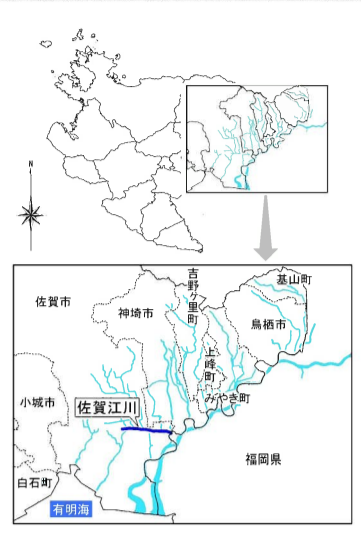 N
吉野ヶ里町
基山町
佐賀市
神埼市
鳥栖市
上峰町
みやき町
小城市
佐賀江川
福岡県
白石町
有明海